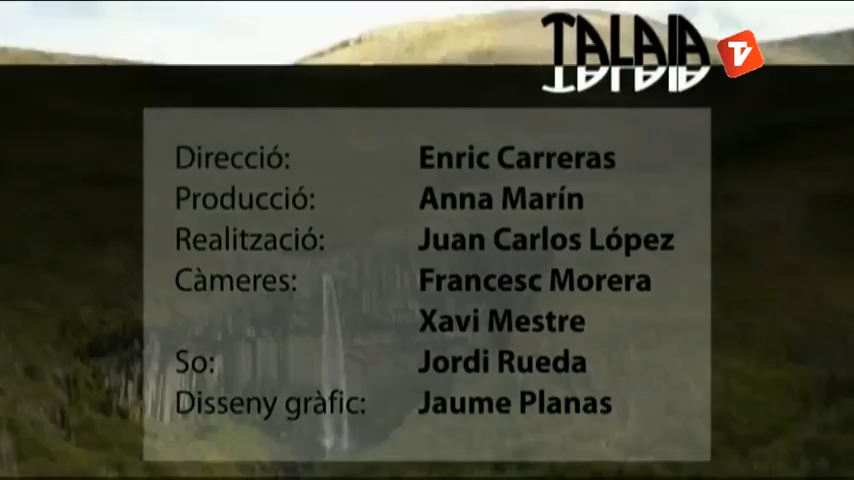 TALAIA
Direcció: Enric Carreras
Producció: Anna Marín
Realització: Juan Carlos López
Càmeres: Francesc Morera
Xavi Mestre
So: Jordi Rueda
Disseny gràfic: Jaume Planas